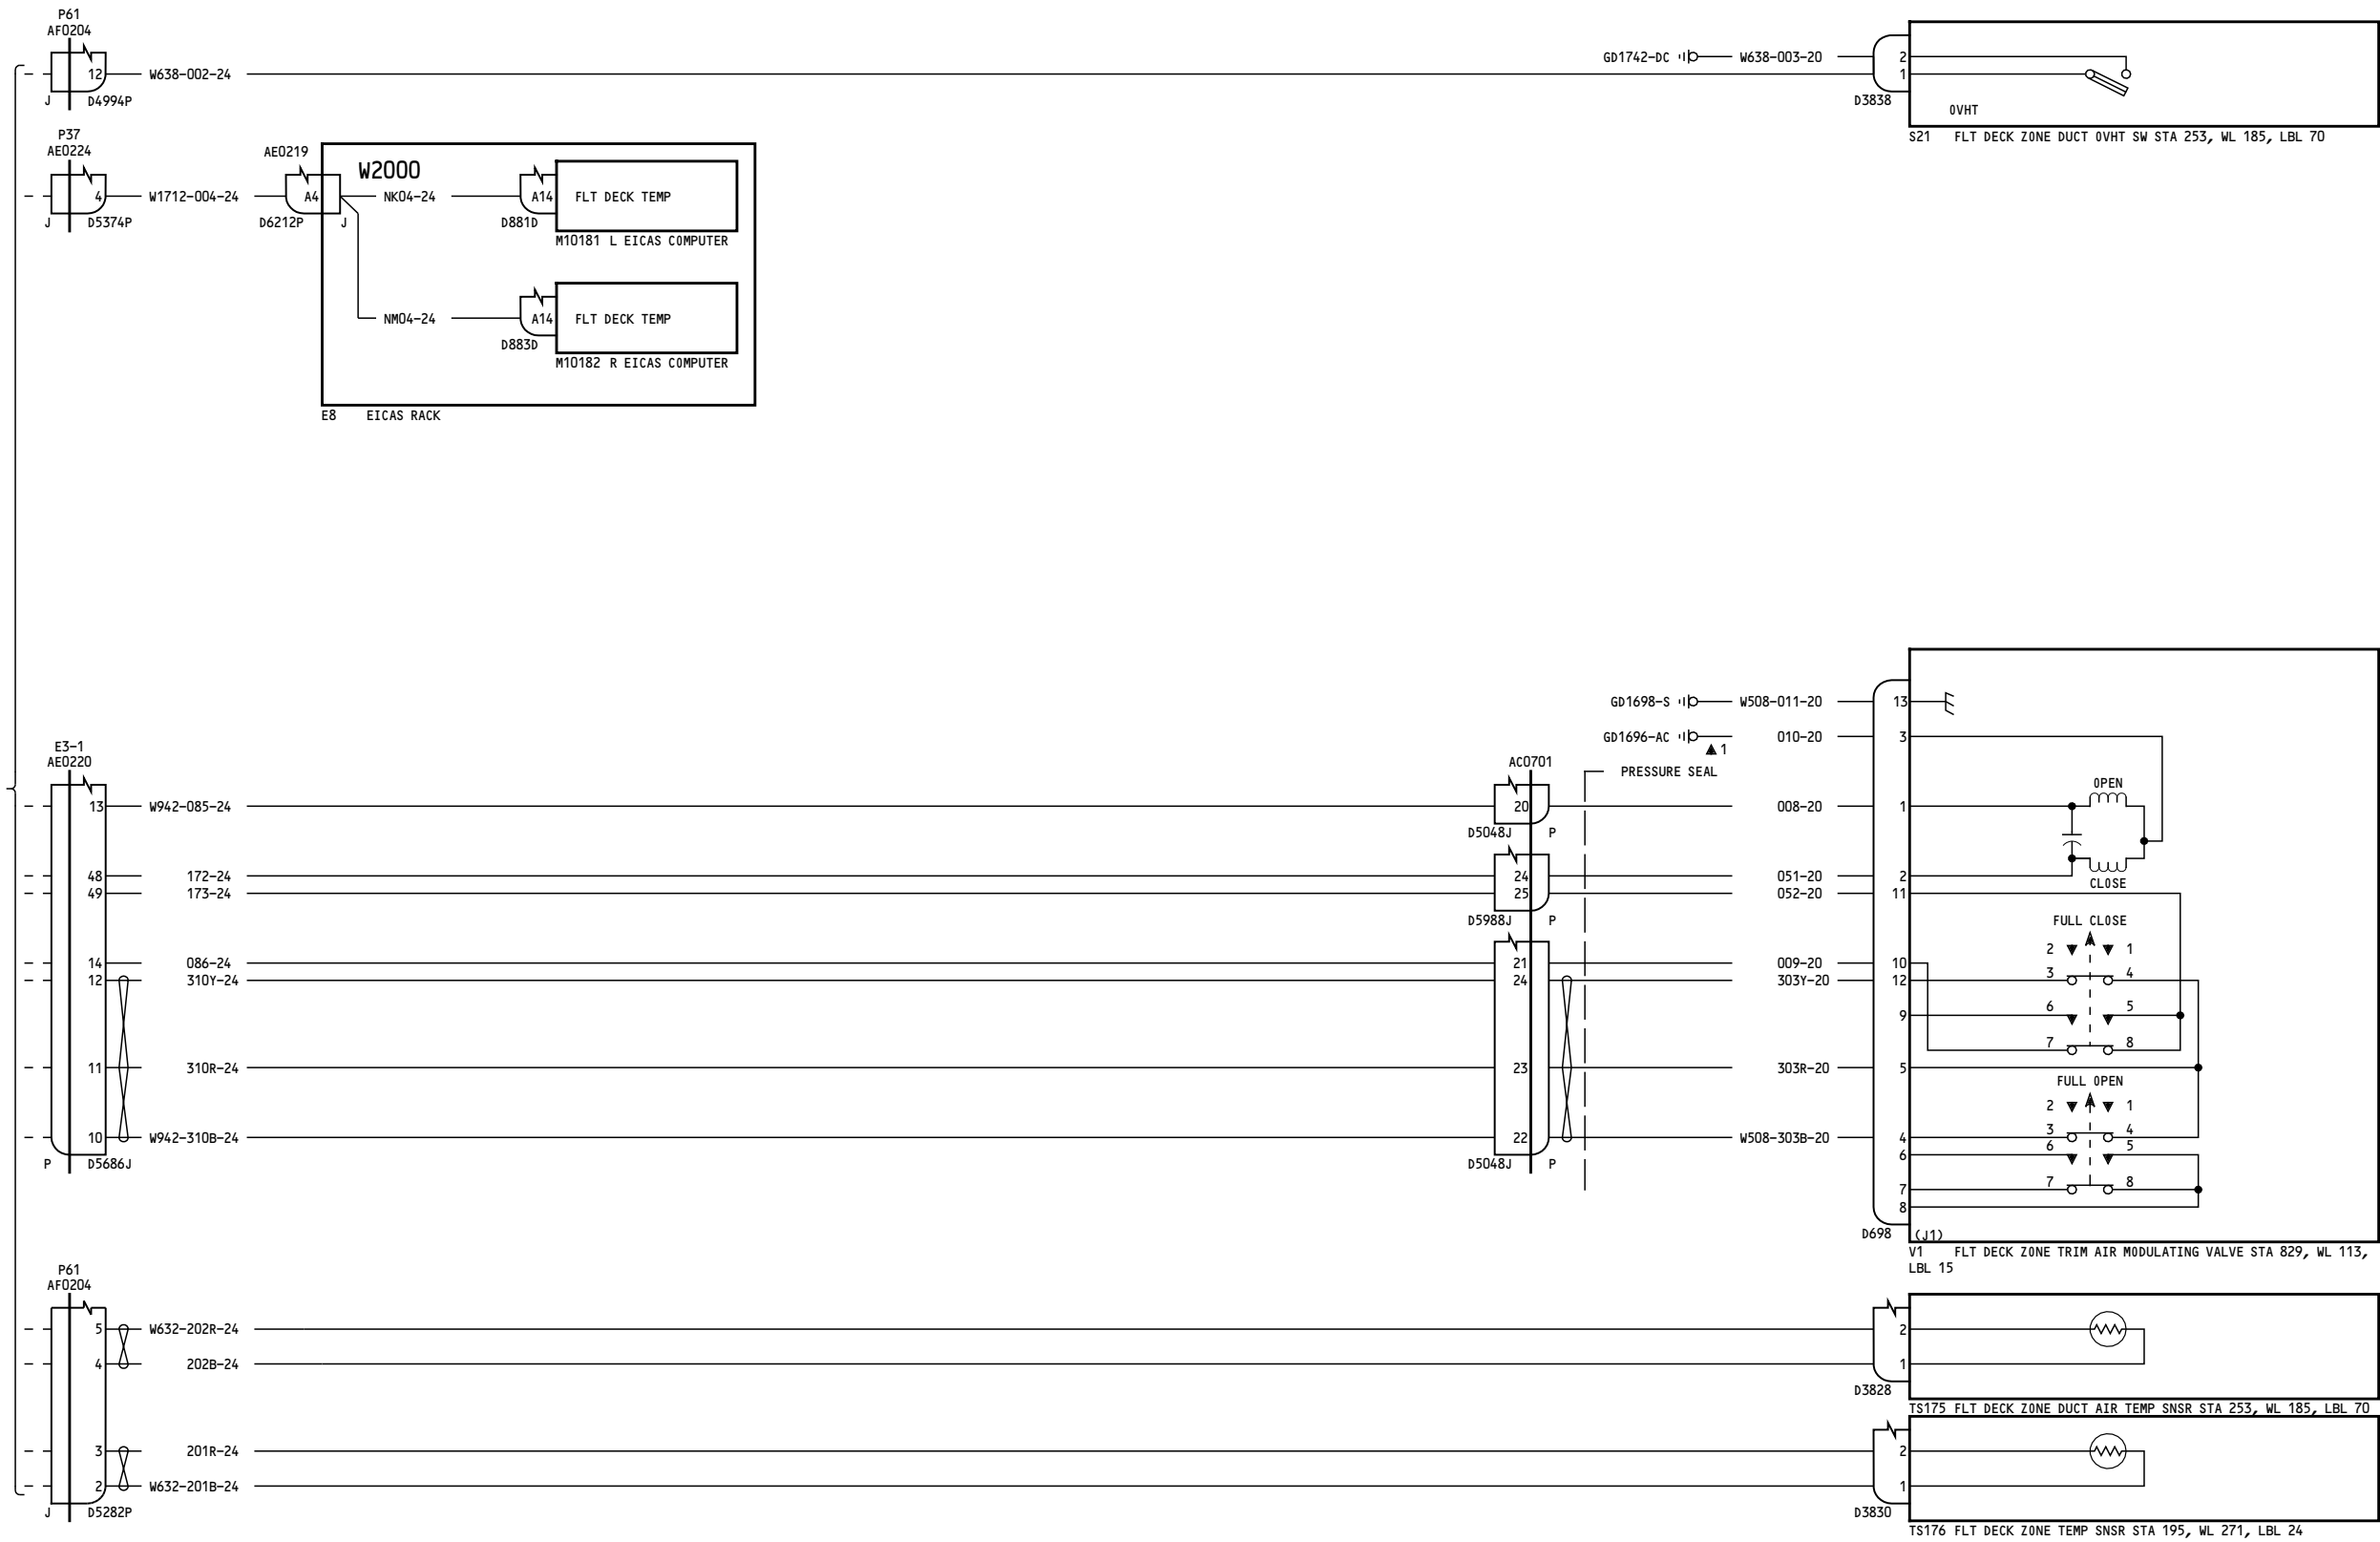 P61
AF0204
12 W638-002-24
J D4994P
GD1742-DC W638-003-20 2
1
D3838
OVHT
S21 FLT DECK ZONE DUCT OVHT SW STA 253, WL 185, LBL 70
P37
AE0224
4 W1712-004-24
J D5374P
AE0219
A4
D6212P J
W2000
NK04-24 A14 FLT DECK TEMP
D881D
M10181 L EICAS COMPUTER
NM04-24 A14 FLT DECK TEMP
D883D
M10182 R EICAS COMPUTER
E8 EICAS RACK
GD1698-S W508-011-20 13
GD1696-AC 010-20 3
1
E3-1
AE0220
AC0701
PRESSURE SEAL
OPEN
13 W942-085-24 20 008-20 1
D5048J P
48 172-24 24 051-20 2
CLOSE
49 173-24 25 052-20 11
D5988J P
FULL CLOSE
2 1
14 086-24 21 009-20 10
12 310Y-24 24 303Y-20 12 3 4
9 6 5
7 8
11 310R-24 23 303R-20 5
FULL OPEN
2 1
10 W942-310B-24 22 W508-303B-20 4 3 4
6 6 5
P D5686J
D5048J P
7 7 8
8
D698 (J1)
V1 FLT DECK ZONE TRIM AIR MODULATING VALVE STA 829, WL 113,
LBL 15
P61
AF0204
5 W632-202R-24 2
4 202B-24 1
D3828
TS175 FLT DECK ZONE DUCT AIR TEMP SNSR STA 253, WL 185, LBL 70
3 201R-24 2
2 W632-201B-24 1
J D5282P
D3830
TS176 FLT DECK ZONE TEMP SNSR STA 195, WL 271, LBL 24